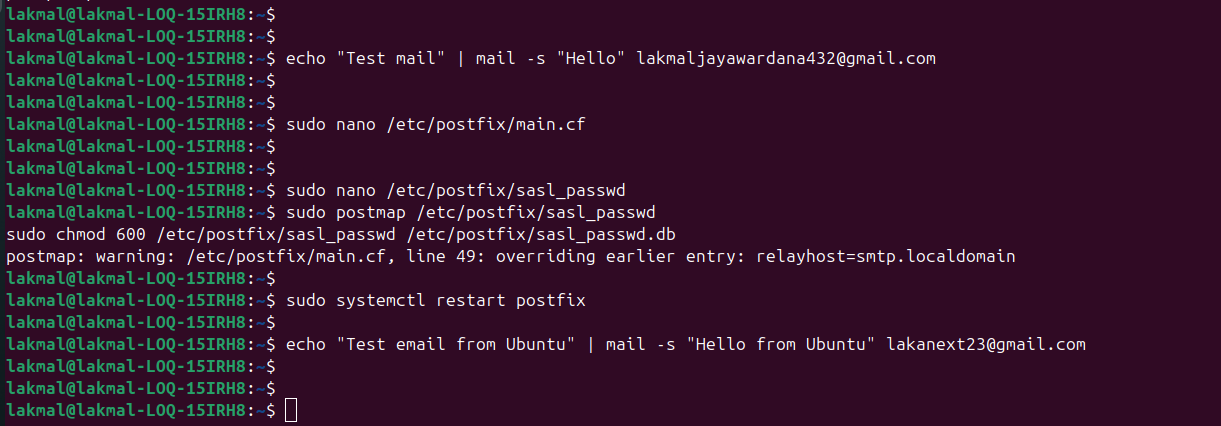 lakmal@lakmal-LOQ-15IRH8:~$
lakmal@lakmal-LOQ-15IRH8:~$
lakmal@lakmal-LOQ-15IRH8:~$ echo "Test mail" | mail -s "Hello" lakmaljayawardana432@gmail.com
lakmal@lakmal-LOQ-15IRH8:~$
lakmal@lakmal-LOQ-15IRH8:~$
lakmal@lakmal-LOQ-15IRH8:~$ sudo nano /etc/postfix/main.cf
lakmal@lakmal-LOQ-15IRH8:~$
lakmal@lakmal-LOQ-15IRH8:~$
lakmal@lakmal-LOQ-15IRH8:~$ sudo nano /etc/postfix/sasl_passwd
lakmal@lakmal-LOQ-15IRH8:~$ sudo postmap /etc/postfix/sasl_passwd
sudo chmod 600 /etc/postfix/sasl_passwd /etc/postfix/sasl_passwd.db
postmap: warning: /etc/postfix/main.cf, line 49: overriding earlier entry: relayhost=smtp.localdomain
lakmal@lakmal-LOQ-15IRH8:~$
lakmal@lakmal-LOQ-15IRH8:~$ sudo systemctl restart postfix
lakmal@lakmal-LOQ-15IRH8:~$
lakmal@lakmal-LOQ-15IRH8:~$ echo "Test email from Ubuntu" | mail -s "Hello from Ubuntu" lakanext23@gmail.com
lakmal@lakmal-LOQ-15IRH8:~$
lakmal@lakmal-LOQ-15IRH8:~$
lakmal@lakmal-LOQ-15IRH8:~$